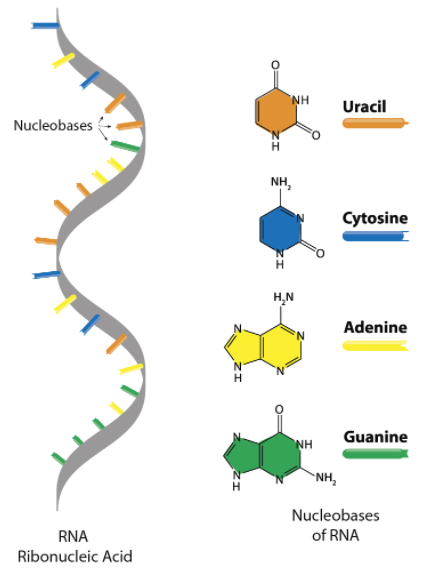 O
NH
Uracil
Nucleobases
O
N
H
NH₂
N
Cytosine
O
N
H
H₂N
N
N
Adenine
N
H
N
O
N
NH
Guanine
N
H
N
NH₂
Nucleobases
of RNA
RNA
Ribonucleic Acid